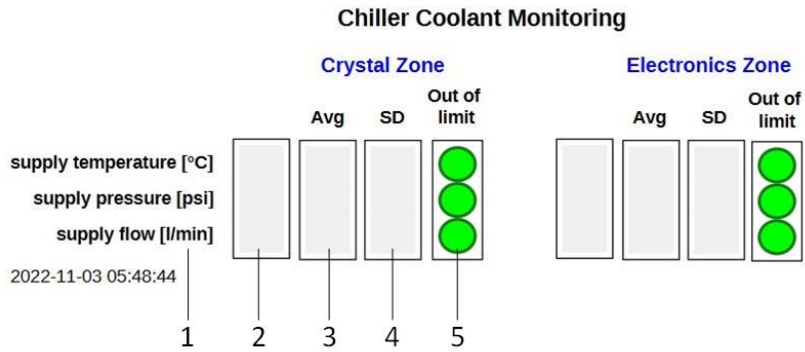 Chiller Coolant Monitoring
Crystal Zone
Electronics Zone
Avg SD Out of limit
Avg SD Out of limit
supply temperature [°C]
supply pressure [psi]
supply flow [l/min]
2022-11-03 05:48:44
1 2 3 4 5